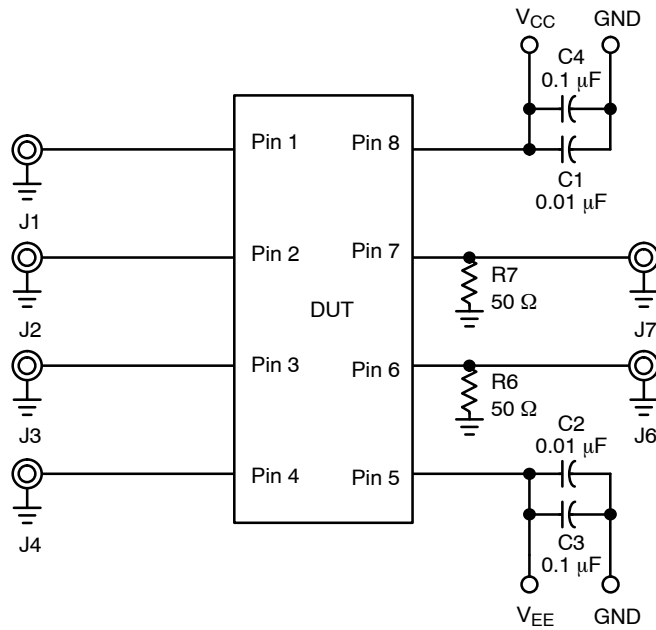 V_CC GND
C4
0.1 µF
C1
0.01 µF
Pin 1 Pin 8
J1
Pin 2 Pin 7
R7
50 Ω
J2 J7
DUT
Pin 3 Pin 6
R6
50 Ω
J3 J6
C2
0.01 µF
Pin 4 Pin 5
J4
C3
0.1 µF
V_EE GND